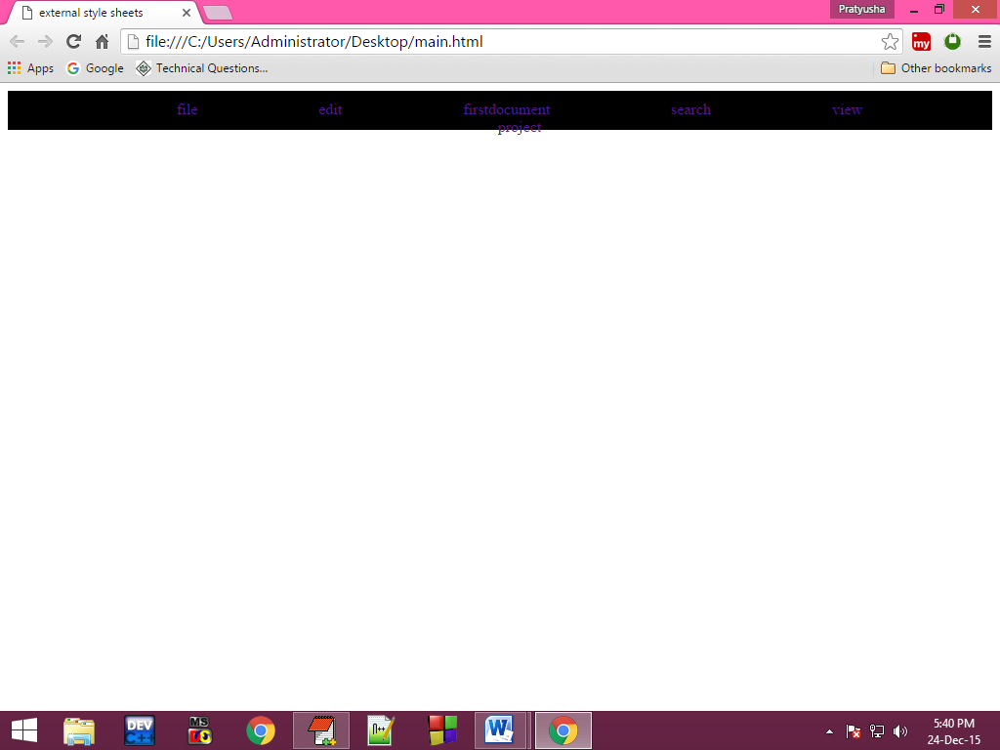 external style sheets
Pratyusha
file:///C:/Users/Administrator/Desktop/main.html
my
Apps
Google
Technical Questions...
Other bookmarks
file edit firstdocument search view
project
DEV
C++
MS
W
5:40 PM
24-Dec-15